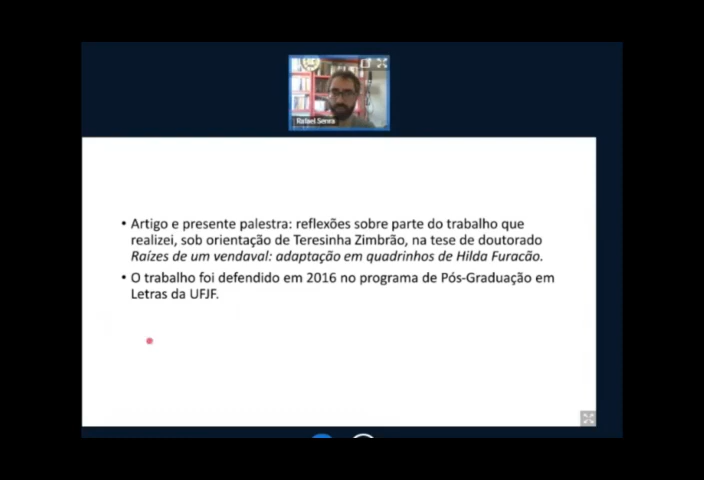 Rafael Senra
• Artigo e presente palestra: reflexões sobre parte do trabalho que
realizei, sob orientação de Teresinha Zimbrão, na tese de doutorado
Raízes de um vendaval: adaptação em quadrinhos de Hilda Furacão.
• O trabalho foi defendido em 2016 no programa de Pós-Graduação em
Letras da UFJF.